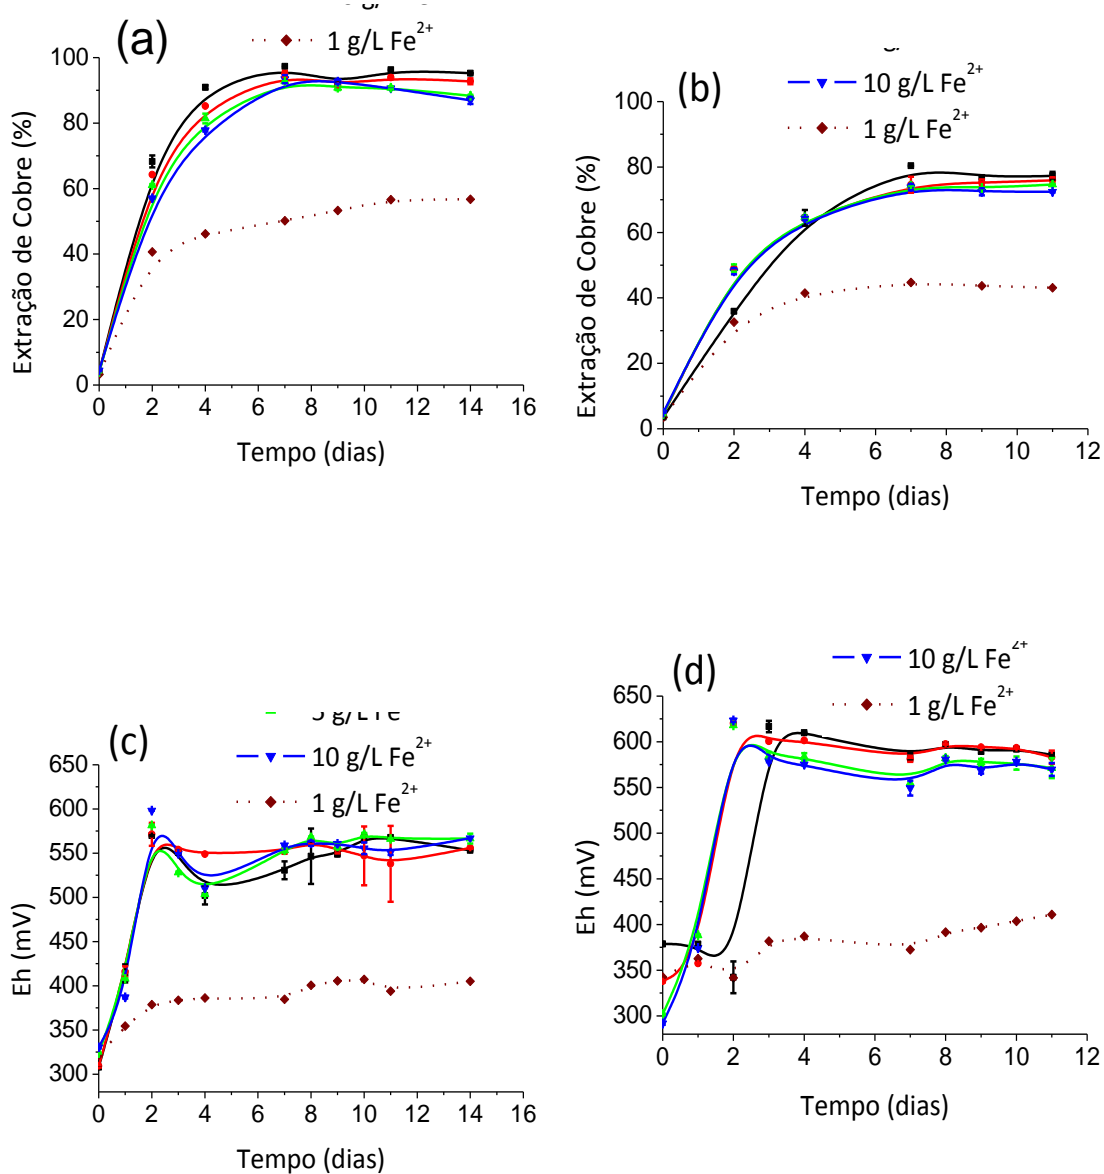 (a)
1 g/L Fe2+
100
80
60
40
20
0
0 2 4 6 8 10 12 14 16
Extração de Cobre (%)
Tempo (dias)
(b)
10 g/L Fe2+
1 g/L Fe2+
100
80
60
40
20
0
0 2 4 6 8 10 12
Extração de Cobre (%)
Tempo (dias)
(c)
10 g/L Fe2+
1 g/L Fe2+
650
600
550
500
450
400
350
300
0 2 4 6 8 10 12 14 16
Eh (mV)
Tempo (dias)
(d)
10 g/L Fe2+
1 g/L Fe2+
650
600
550
500
450
400
350
300
0 2 4 6 8 10 12
Eh (mV)
Tempo (dias)